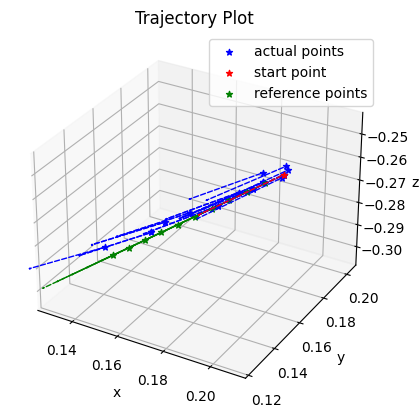 Trajectory Plot
actual points
start point
reference points
−0.25
−0.26
−0.27
z
−0.28
−0.29
−0.30
0.14
0.16
0.18
0.20
x
0.12
0.14
0.16
0.18
0.20
y